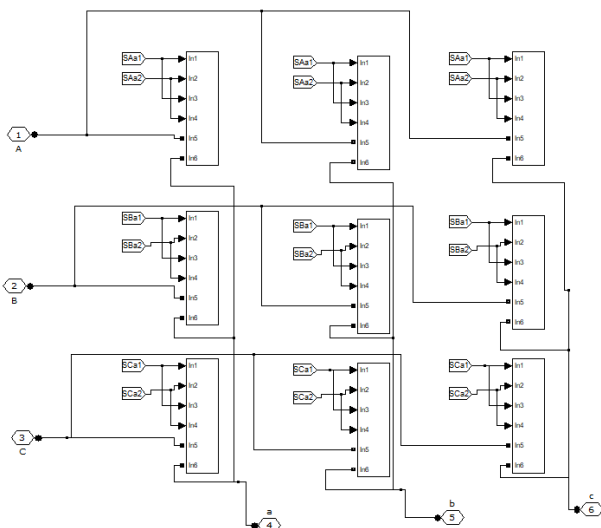 SAa1 In1 SAa1 In1 SAa1 In1
SAa2 In2 SAa2 In2 SAa2 In2
In3 In3 In3
In4 In4 In4
1 In5 In5 In5
A In6 In6 In6
SBa1 In1 SBa1 In1 SBa1 In1
SBa2 In2 SBa2 In2 SBa2 In2
In3 In3 In3
2 In4 In4 In4
B In5 In5 In5
In6 In6 In6
SCa1 In1 SCa1 In1 SCa1 In1
SCa2 In2 SCa2 In2 SCa2 In2
In3 In3 In3
3 In4 In4 In4
C In5 In5 In5
In6 In6 In6
a b c
4 5 6